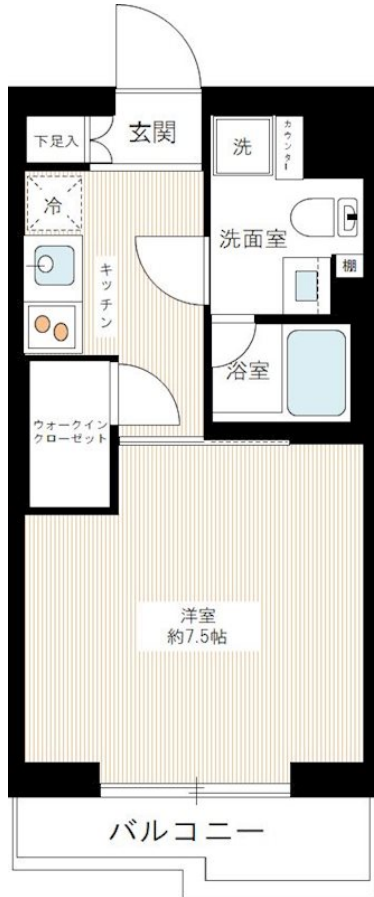 玄関
下足入
洗
カウンター
冷
洗面室
棚
キッチン
浴室
ウォークイン
クローゼット
洋室
約7.5帖
バルコニー